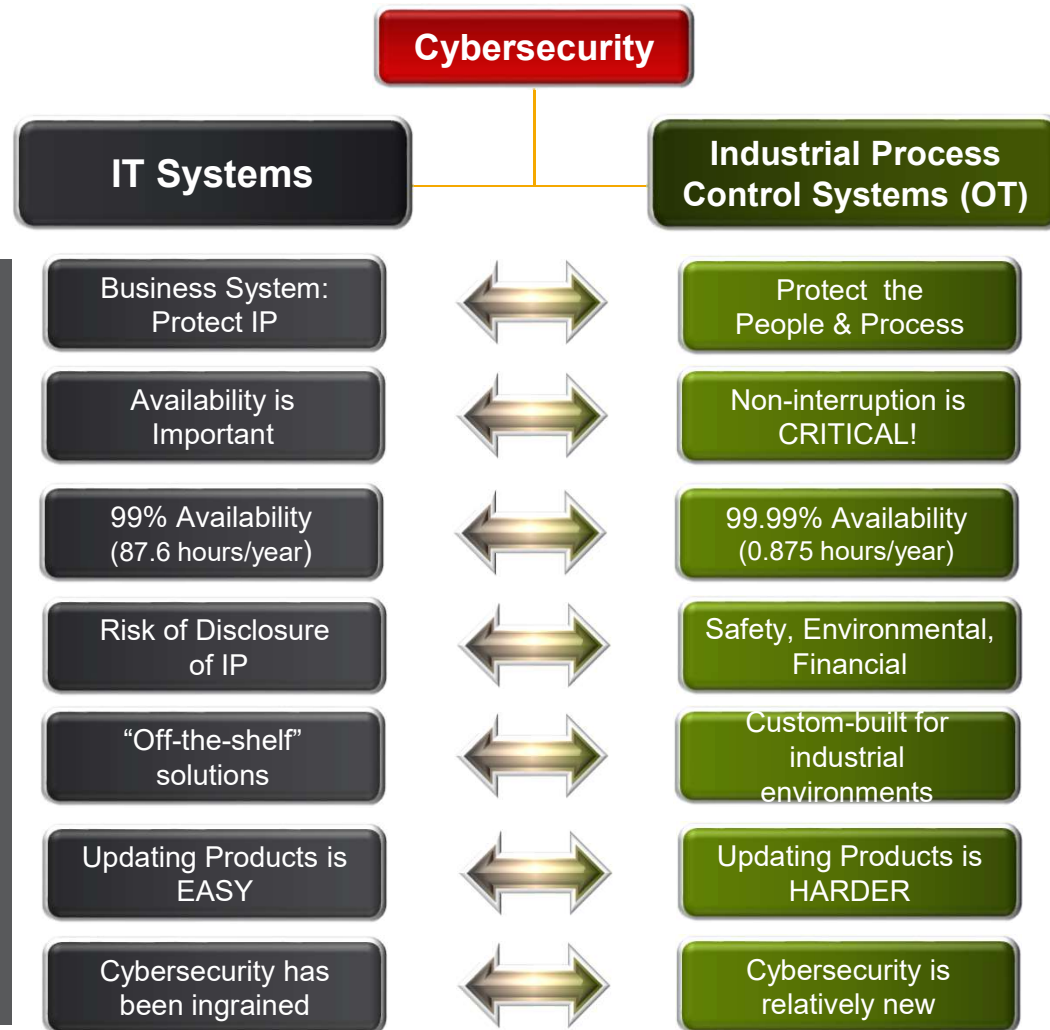 Cybersecurity
IT Systems
Industrial Process
Control Systems (OT)
Business System:
Protect IP
Protect the
People & Process
Availability is
Important
Non-interruption is
CRITICAL!
99% Availability
(87.6 hours/year)
99.99% Availability
(0.875 hours/year)
Risk of Disclosure
of IP
Safety, Environmental,
Financial
“Off-the-shelf”
solutions
Custom-built for
industrial
environments
Updating Products is
EASY
Updating Products is
HARDER
Cybersecurity has
been ingrained
Cybersecurity is
relatively new